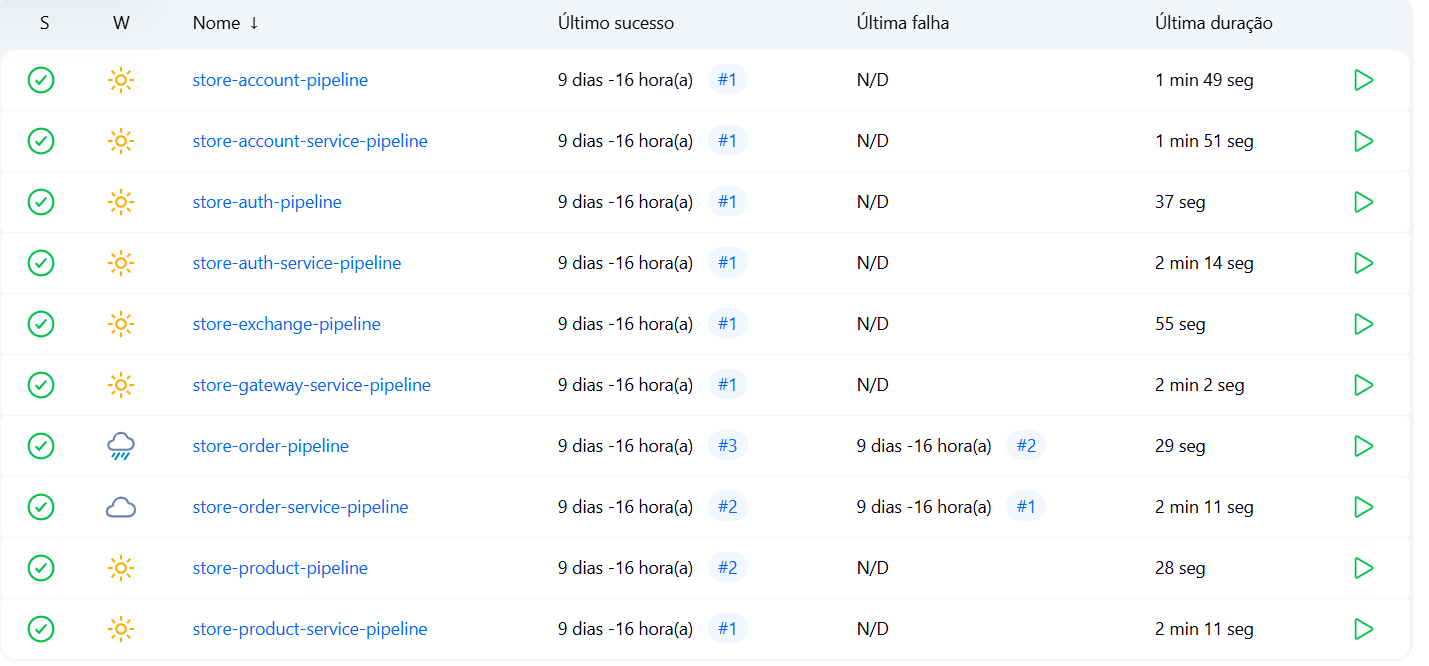 S W Nome ↓ Último sucesso Última falha Última duração
store-account-pipeline 9 dias -16 hora(a) #1 N/D 1 min 49 seg
store-account-service-pipeline 9 dias -16 hora(a) #1 N/D 1 min 51 seg
store-auth-pipeline 9 dias -16 hora(a) #1 N/D 37 seg
store-auth-service-pipeline 9 dias -16 hora(a) #1 N/D 2 min 14 seg
store-exchange-pipeline 9 dias -16 hora(a) #1 N/D 55 seg
store-gateway-service-pipeline 9 dias -16 hora(a) #1 N/D 2 min 2 seg
store-order-pipeline 9 dias -16 hora(a) #3 9 dias -16 hora(a) #2 29 seg
store-order-service-pipeline 9 dias -16 hora(a) #2 9 dias -16 hora(a) #1 2 min 11 seg
store-product-pipeline 9 dias -16 hora(a) #2 N/D 28 seg
store-product-service-pipeline 9 dias -16 hora(a) #1 N/D 2 min 11 seg